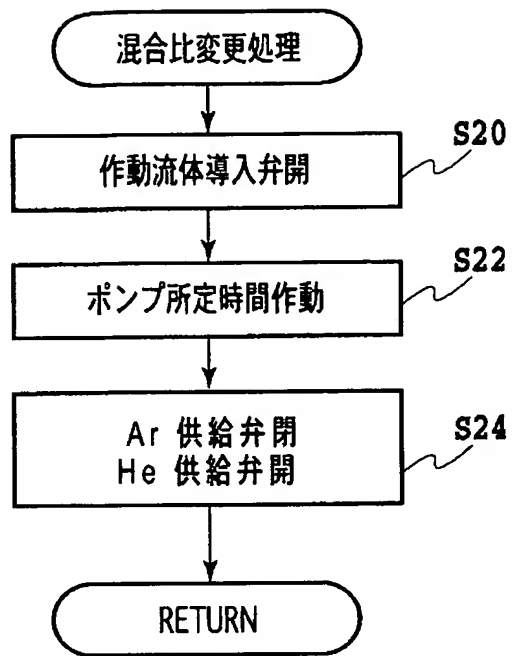 混合比変更処理
S20
作動流体導入弁開
S22
ポンプ所定時間作動
S24
Ar 供給弁閉
He 供給弁開
RETURN